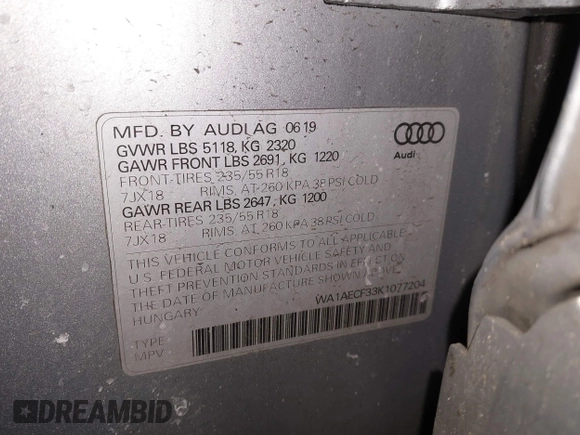 MFD. BY AUDI AG 0619
GVWR LBS 5118, KG 2320
GAWR FRONT LBS 2691, KG 1220
FRONT-TIRES 235/55 R18
7JX18 RIMS, AT 260 KPA 38 PSI COLD
GAWR REAR LBS 2647, KG 1200
REAR-TIRES 235/55 R18
7JX18 RIMS, AT 260 KPA 38 PSI COLD
THIS VEHICLE CONFORMS TO ALL APPLICABLE
U.S. FEDERAL MOTOR VEHICLE SAFETY AND
THEFT PREVENTION STANDARDS IN EFFECT ON
THE DATE OF MANUFACTURE SHOWN ABOVE.
HUNGARY
WA1AECF33K1077204
TYPE
MPV
Audi
DREAMBID